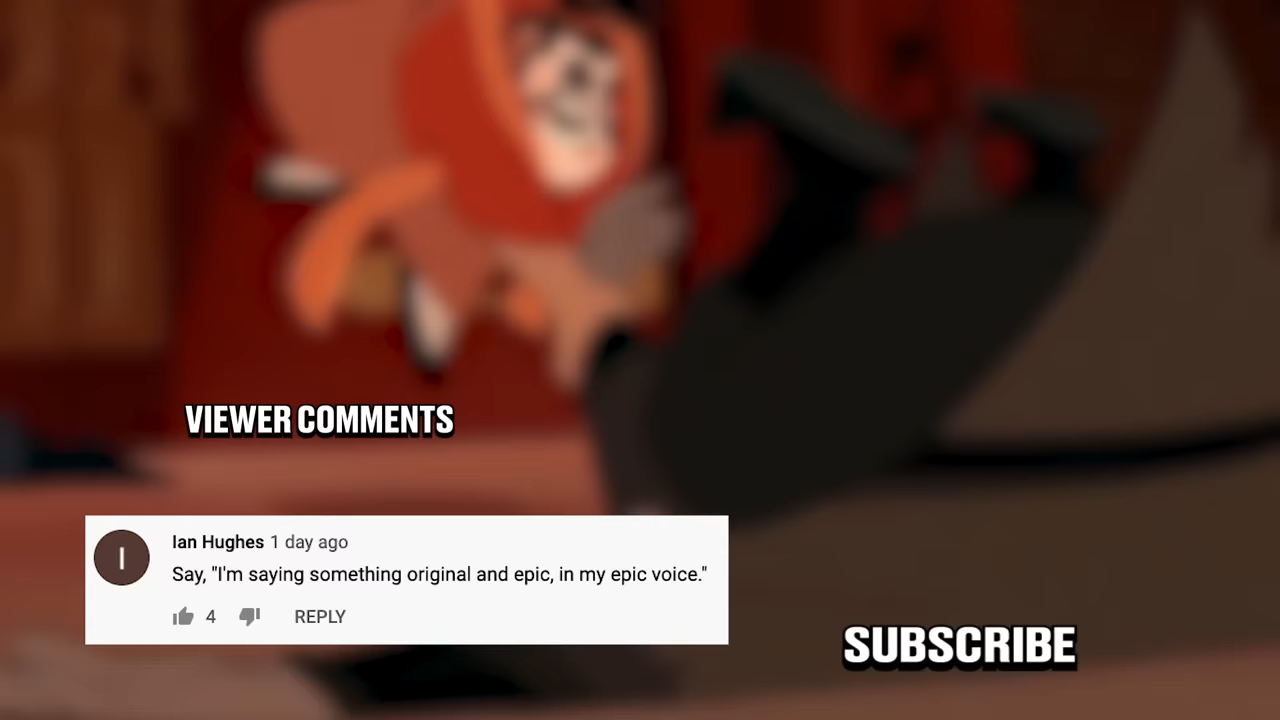 VIEWER COMMENTS
I
Ian Hughes 1 day ago
Say, "I'm saying something original and epic, in my epic voice."
4 REPLY
SUBSCRIBE